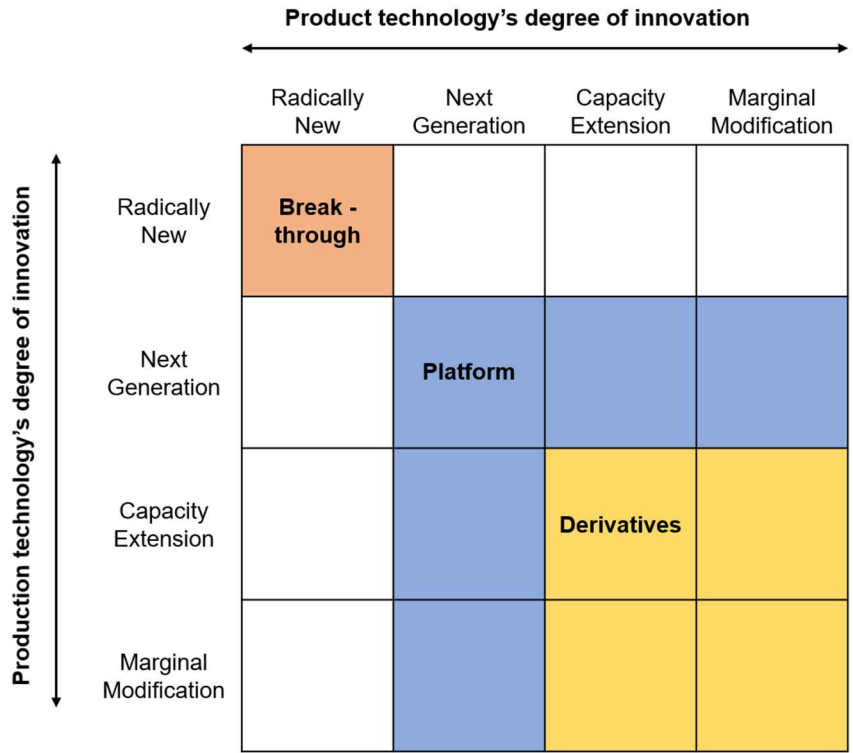 Product technology’s degree of innovation
Radically
New
Next
Generation
Capacity
Extension
Marginal
Modification
Production technology’s degree of innovation
Radically
New
Break -
through
Next
Generation
Platform
Capacity
Extension
Derivatives
Marginal
Modification